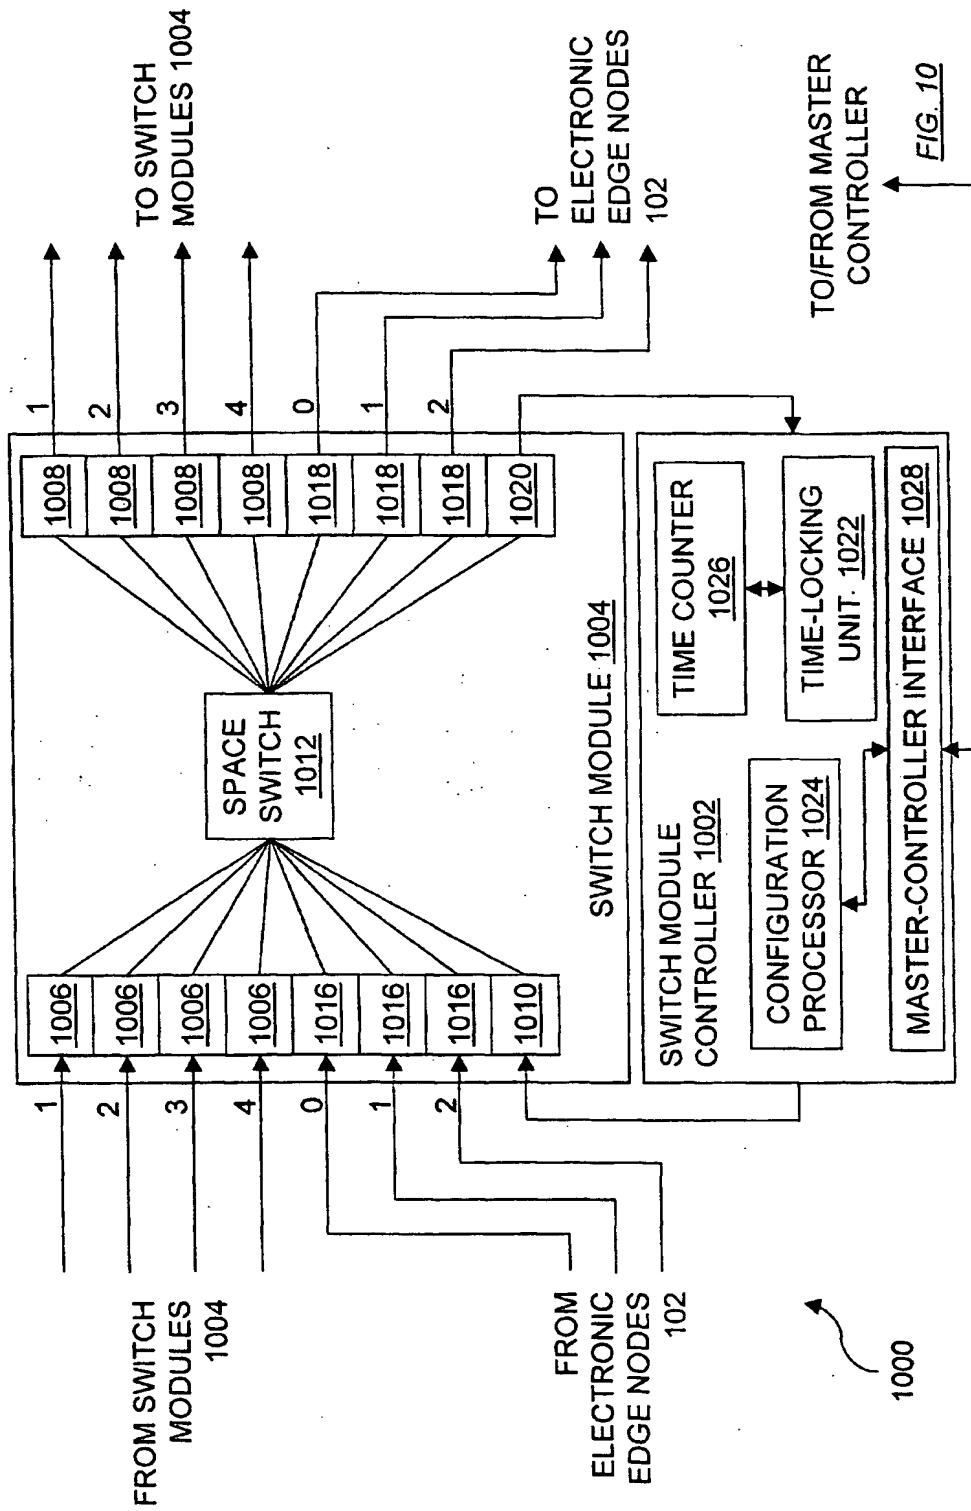 FROM SWITCH
MODULES
1004
1
2
3
4
0
1
2
FROM
ELECTRONIC
EDGE NODES
102
1006
1006
1006
1006
1016
1016
1016
1010
SPACE
SWITCH
1012
1008
1008
1008
1008
1018
1018
1018
1020
SWITCH MODULE 1004
1
2
3
4
0
1
2
TO SWITCH
MODULES 1004
TO
ELECTRONIC
EDGE NODES
102
SWITCH MODULE
CONTROLLER 1002
CONFIGURATION
PROCESSOR 1024
TIME COUNTER
1026
TIME-LOCKING
UNIT 1022
MASTER-CONTROLLER INTERFACE 1028
TO/FROM MASTER
CONTROLLER
1000
FIG. 10